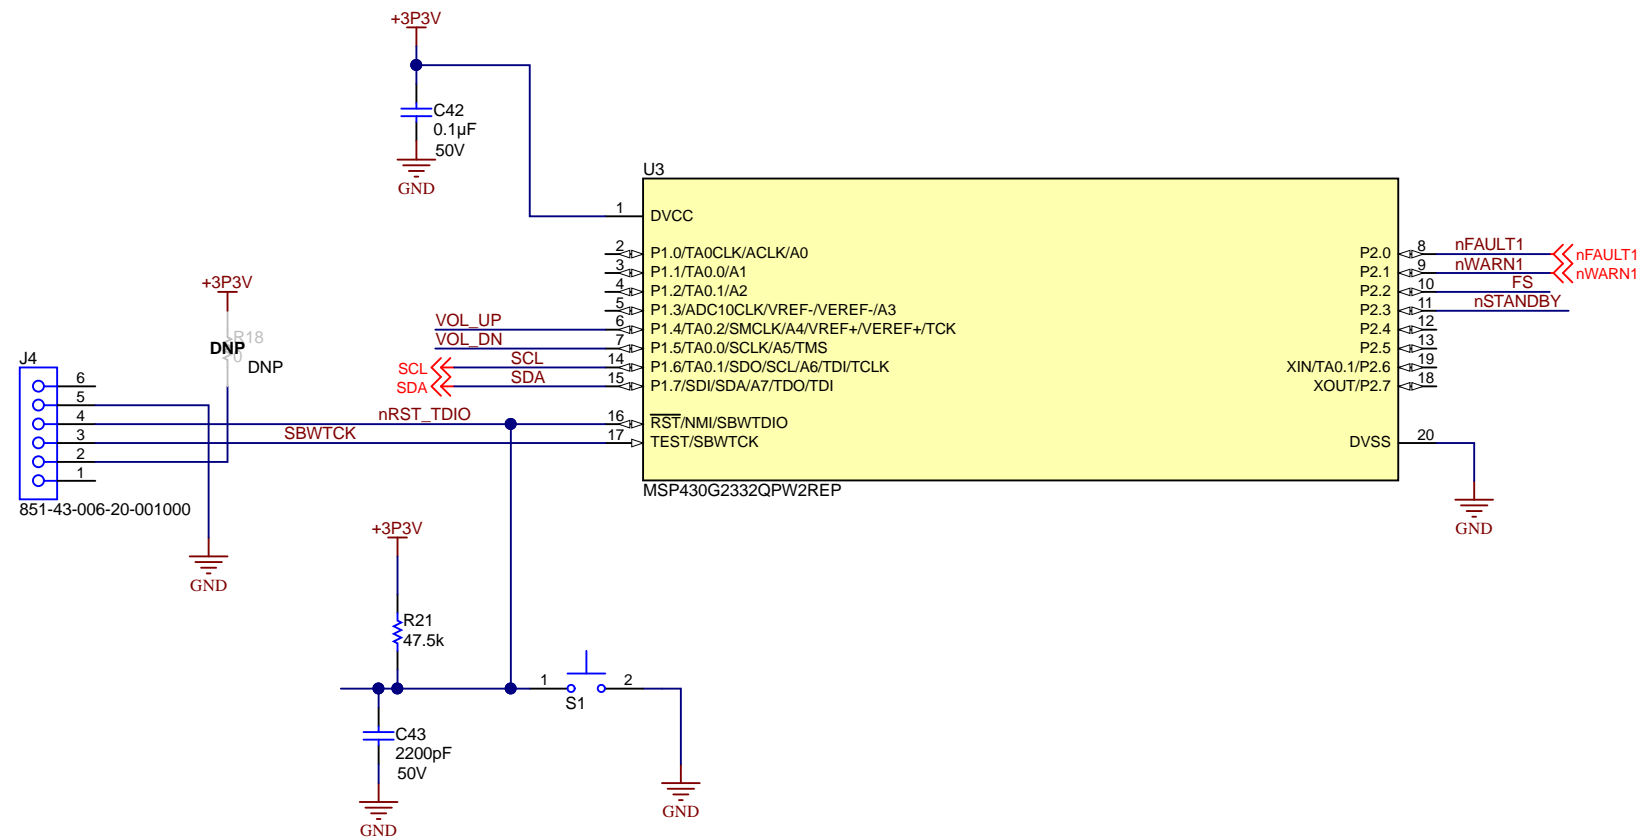 +3P3V
C42
0.1µF
50V
GND
U3
1
DVCC
2
P1.0/TA0CLK/ACLK/A0
3
P1.1/TA0.0/A1
4
P1.2/TA0.1/A2
5
P1.3/ADC10CLK/VREF-/VEREF-/A3
VOL_UP
6
P1.4/TA0.2/SMCLK/A4/VREF+/VEREF+/TCK
VOL_DN
7
P1.5/TA0.0/SCLK/A5/TMS
SCL
SCL
14
P1.6/TA0.1/SDO/SCL/A6/TDI/TCLK
SDA
SDA
15
P1.7/SDI/SDA/A7/TDO/TDI
nRST_TDIO
16
RST/NMI/SBWTDIO
SBWTCK
17
TEST/SBWTCK
P2.0
8
nFAULT1
nFAULT1
P2.1
9
nWARN1
nWARN1
P2.2
10
FS
P2.3
11
nSTANDBY
P2.4
12
P2.5
13
XIN/TA0.1/P2.6
19
XOUT/P2.7
18
DVSS
20
GND
MSP430G2332QPW2REP
+3P3V
R18
0
DNP
DNP
J4
6
5
4
3
2
1
851-43-006-20-001000
GND
+3P3V
R21
47.5k
1
2
S1
C43
2200pF
50V
GND
GND